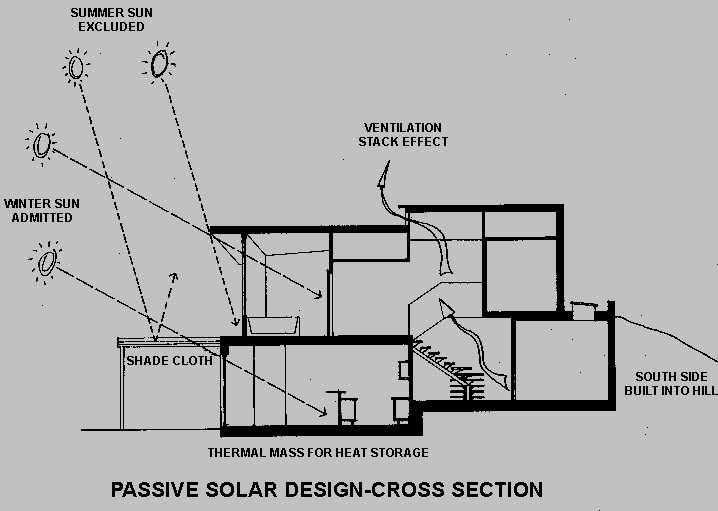 SUMMER SUN
EXCLUDED
VENTILATION
STACK EFFECT
WINTER SUN
ADMITTED
SHADE CLOTH
SOUTH SIDE
BUILT INTO HILL
THERMAL MASS FOR HEAT STORAGE
PASSIVE SOLAR DESIGN-CROSS SECTION